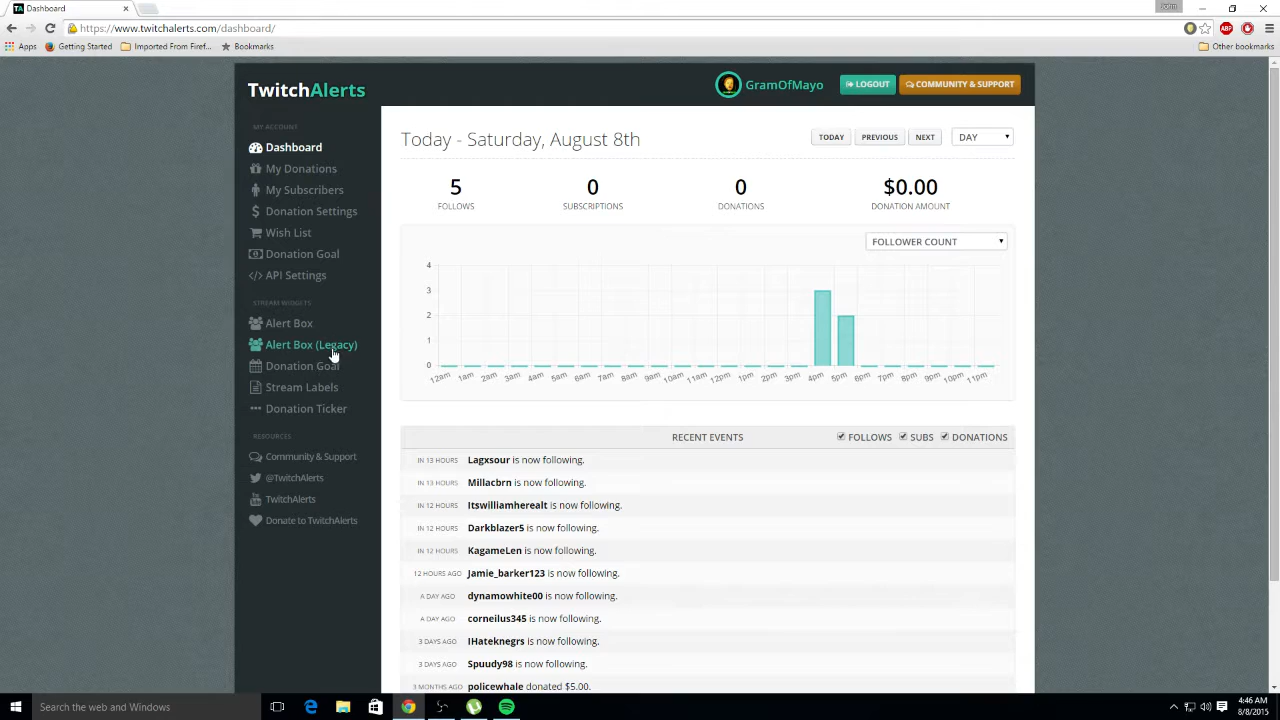 Dashboard
John
https://www.twitchalerts.com/dashboard/
Apps Getting Started Imported From Firef... Bookmarks Other bookmarks
TwitchAlerts
GramOfMayo LOGOUT COMMUNITY & SUPPORT
MY ACCOUNT
Dashboard
My Donations
My Subscribers
Donation Settings
Wish List
Donation Goal
API Settings
STREAM WIDGETS
Alert Box
Alert Box (Legacy)
Donation Goal
Stream Labels
Donation Ticker
RESOURCES
Community & Support
@TwitchAlerts
TwitchAlerts
Donate to TwitchAlerts
Today - Saturday, August 8th
TODAY PREVIOUS NEXT DAY
5 0 0 $0.00
FOLLOWS SUBSCRIPTIONS DONATIONS DONATION AMOUNT
FOLLOWER COUNT
4
3
2
1
0
12am 1am 2am 3am 4am 5am 6am 7am 8am 9am 10am 11am 12pm 1pm 2pm 3pm 4pm 5pm 6pm 7pm 8pm 9pm 10pm 11pm
RECENT EVENTS FOLLOWS SUBS DONATIONS
IN 13 HOURS Lagxsour is now following.
IN 13 HOURS Millacbrn is now following.
IN 12 HOURS Itswilliamherealt is now following.
IN 12 HOURS Darkblazer5 is now following.
IN 12 HOURS KagameLen is now following.
12 HOURS AGO Jamie_barker123 is now following.
A DAY AGO dynamowhite00 is now following.
A DAY AGO corneilus345 is now following.
3 DAYS AGO IHateknegrs is now following.
3 DAYS AGO Spuudy98 is now following.
3 MONTHS AGO policewhale donated $5.00.
Search the web and Windows
4:46 AM
8/8/2015